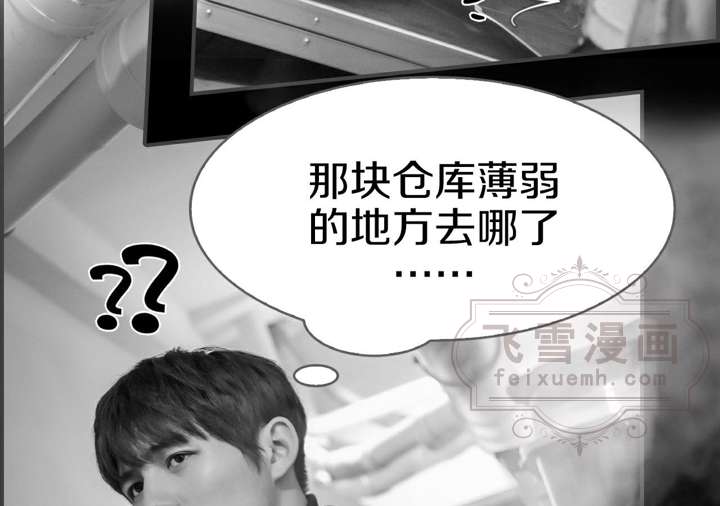 那块仓库薄弱
的地方去哪了
……
??
飞雪漫画
feixuemh.com